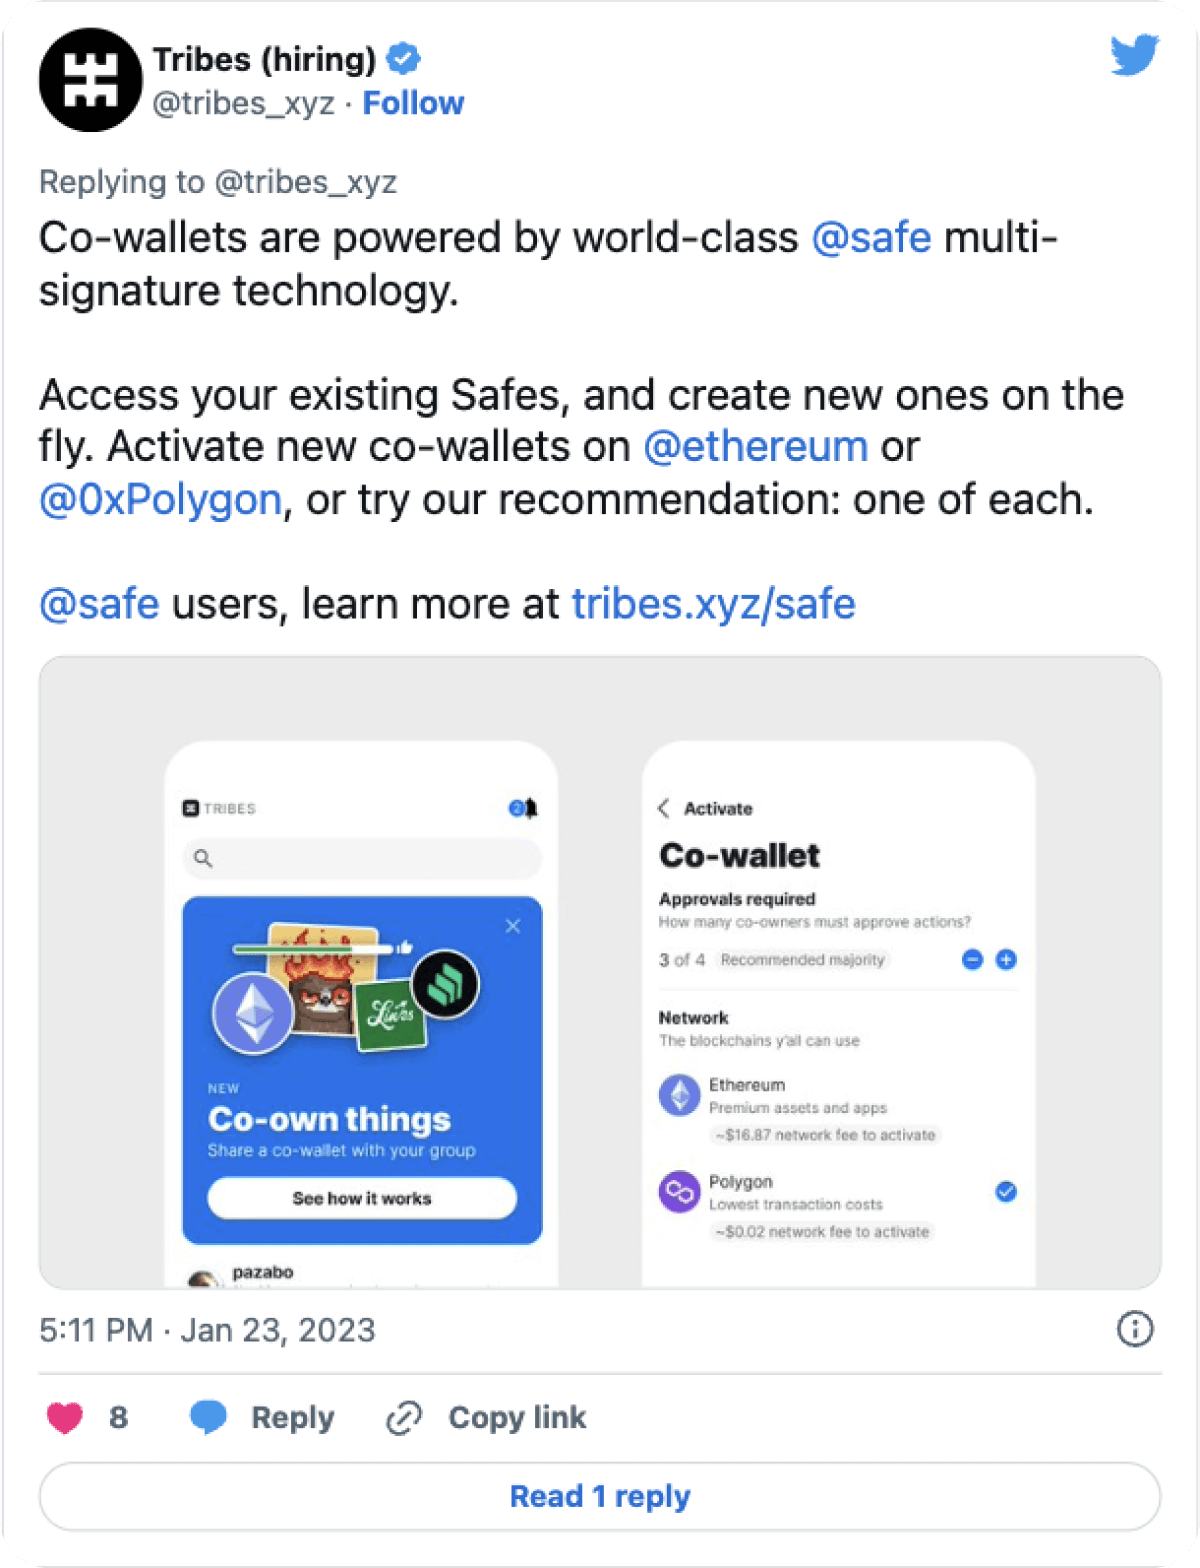 Tribes (hiring)
@tribes_xyz · Follow
Replying to @tribes_xyz
Co-wallets are powered by world-class @safe multi-
signature technology.
Access your existing Safes, and create new ones on the
fly. Activate new co-wallets on @ethereum or
@0xPolygon, or try our recommendation: one of each.
@safe users, learn more at tribes.xyz/safe
TRIBES
2
Lines
NEW
Co-own things
Share a co-wallet with your group
See how it works
pazabo
Activate
Co-wallet
Approvals required
How many co-owners must approve actions?
3 of 4 Recommended majority
Network
The blockchains y'all can use
Ethereum
Premium assets and apps
~$16.87 network fee to activate
Polygon
Lowest transaction costs
~$0.02 network fee to activate
5:11 PM · Jan 23, 2023
8 Reply Copy link
Read 1 reply